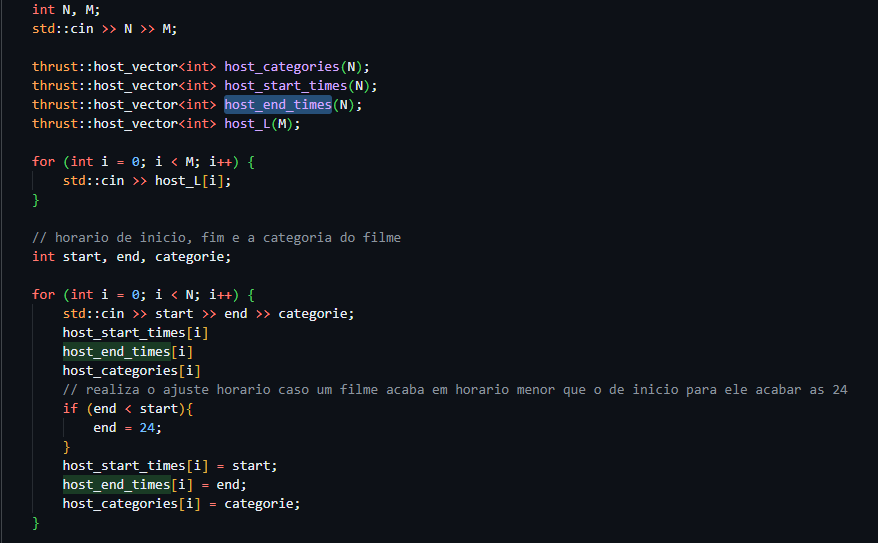 int N, M;
std::cin >> N >> M;
thrust::host_vector<int> host_categories(N);
thrust::host_vector<int> host_start_times(N);
thrust::host_vector<int> host_end_times(N);
thrust::host_vector<int> host_L(M);
for (int i = 0; i < M; i++) {
std::cin >> host_L[i];
}
// horario de inicio, fim e a categoria do filme
int start, end, categorie;
for (int i = 0; i < N; i++) {
std::cin >> start >> end >> categorie;
host_start_times[i]
host_end_times[i]
host_categories[i]
// realiza o ajuste horario caso um filme acaba em horario menor que o de inicio para ele acabar as 24
if (end < start){
end = 24;
}
host_start_times[i] = start;
host_end_times[i] = end;
host_categories[i] = categorie;
}